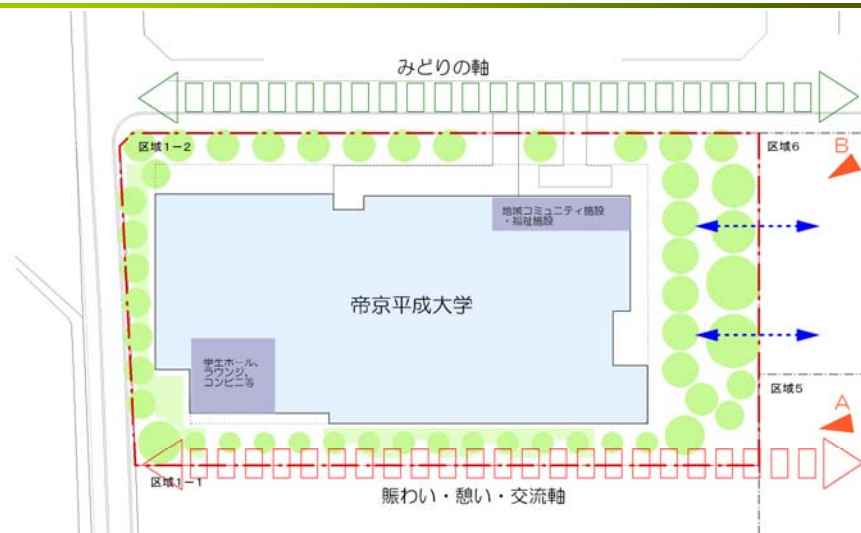 みどりの軸
区域1-2
区域6
B
地域コミュニティ施設
・福祉施設
帝京平成大学
学生ホール、
ラウンジ、
コンビニ等
区域5
A
区域1-1
賑わい・憩い・交流軸